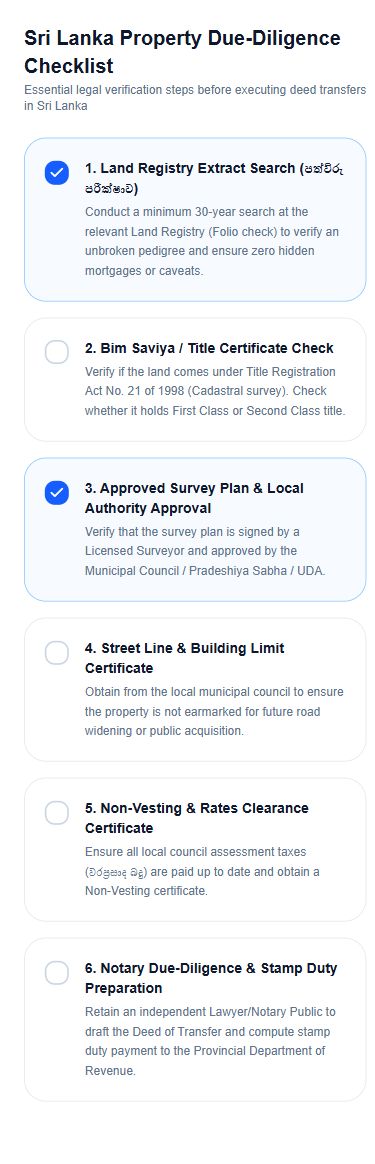 Sri Lanka Property Due-Diligence
Checklist
Essential legal verification steps before executing deed transfers
in Sri Lanka
1. Land Registry Extract Search (පත්විරු
පරීක්ෂාව)
Conduct a minimum 30-year search at the
relevant Land Registry (Folio check) to verify an
unbroken pedigree and ensure zero hidden
mortgages or caveats.
2. Bim Saviya / Title Certificate Check
Verify if the land comes under Title Registration
Act No. 21 of 1998 (Cadastral survey). Check
whether it holds First Class or Second Class title.
3. Approved Survey Plan & Local
Authority Approval
Verify that the survey plan is signed by a
Licensed Surveyor and approved by the
Municipal Council / Pradeshiya Sabha / UDA.
4. Street Line & Building Limit
Certificate
Obtain from the local municipal council to ensure
the property is not earmarked for future road
widening or public acquisition.
5. Non-Vesting & Rates Clearance
Certificate
Ensure all local council assessment taxes
(වරප්‍රසාද බදු) are paid up to date and obtain a
Non-Vesting certificate.
6. Notary Due-Diligence & Stamp Duty
Preparation
Retain an independent Lawyer/Notary Public to
draft the Deed of Transfer and compute stamp
duty payment to the Provincial Department of
Revenue.